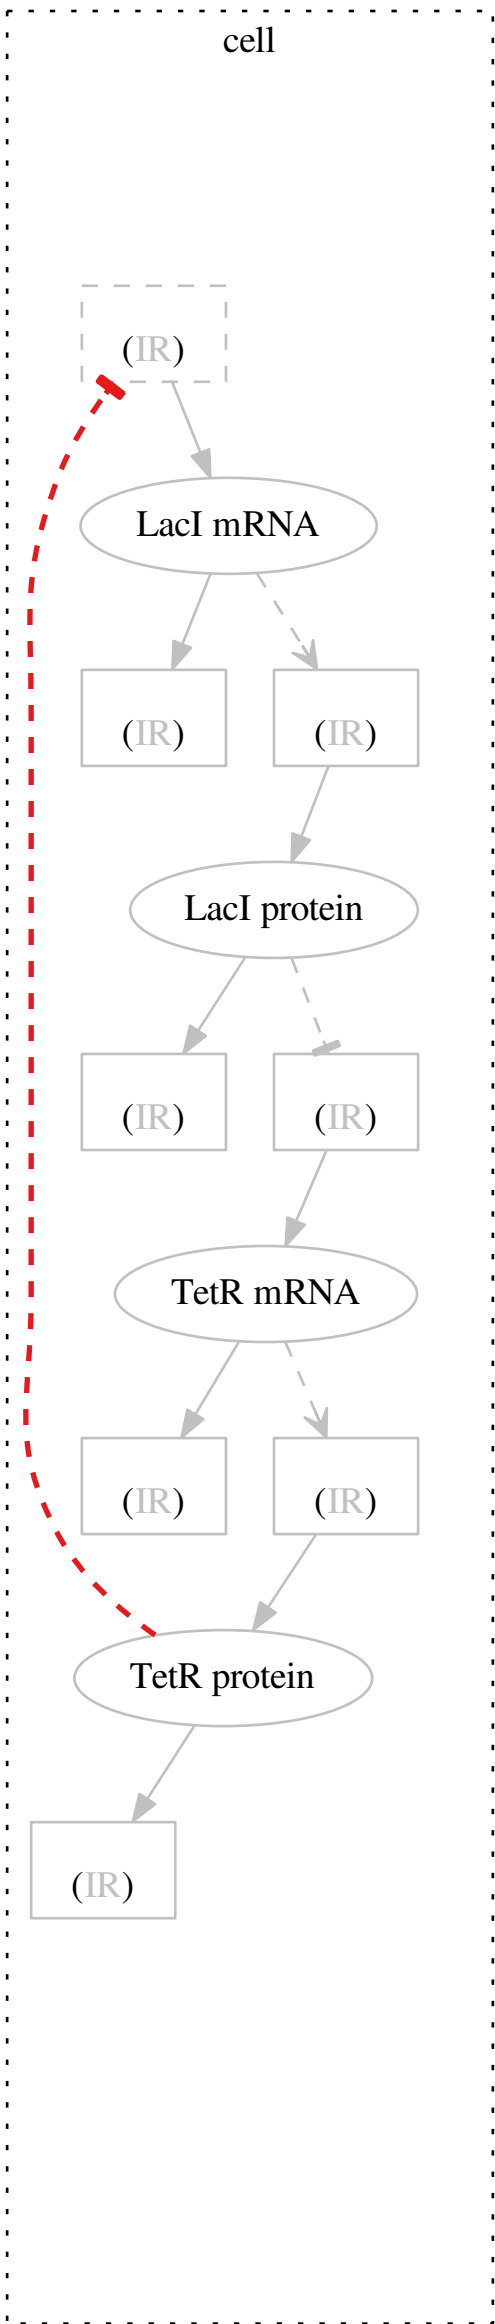 cell
(IR)
LacI mRNA
(IR)
(IR)
LacI protein
(IR)
(IR)
TetR mRNA
(IR)
(IR)
TetR protein
(IR)